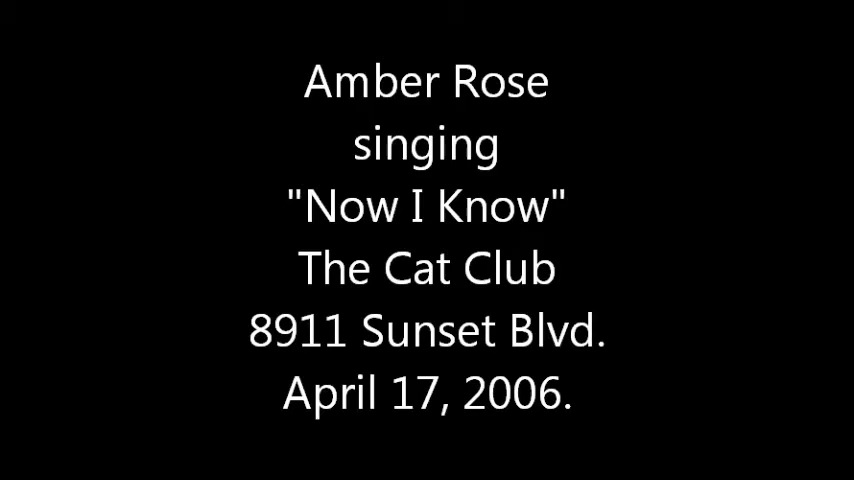 Amber Rose
singing
"Now I Know"
The Cat Club
8911 Sunset Blvd.
April 17, 2006.